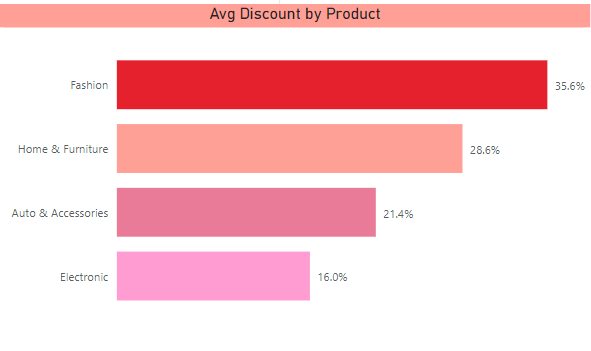 Avg Discount by Product
Fashion 35.6%
Home & Furniture 28.6%
Auto & Accessories 21.4%
Electronic 16.0%